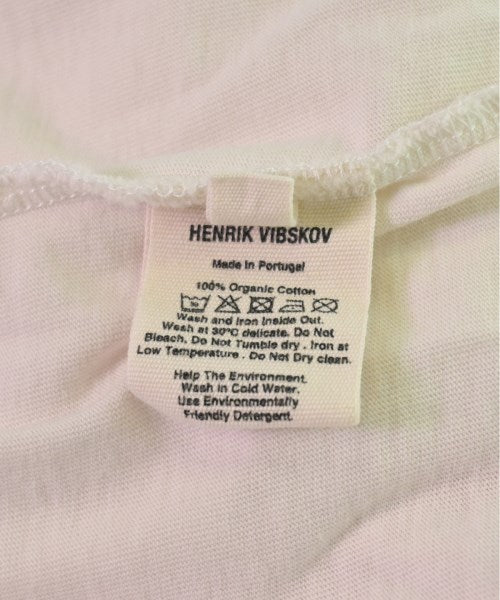 HENRIK VIBSKOV
Made in Portugal
100% Organic Cotton
30
Wash and Iron Inside Out.
Wash at 30°C delicate. Do Not
Bleach. Do Not Tumble dry . Iron at
Low Temperature . Do Not Dry clean.
Help The Environment.
Wash in Cold Water.
Use Environmentally
Friendly Detergent.